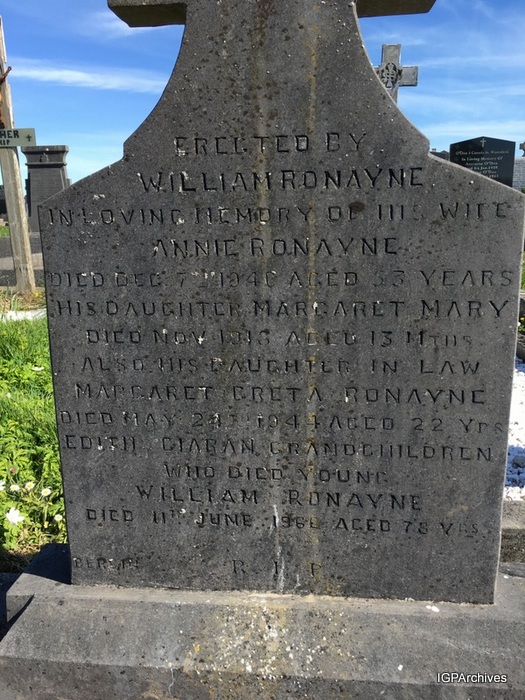 ERECTED BY
WILLIAM RONAYNE
IN LOVING MEMORY OF HIS WIFE
ANNIE RONAYNE
DIED DEC 7TH 1946 AGED 53 YEARS
HIS DAUGHTER MARGARET MARY
DIED NOV 1918 AGED 13 MTHS
ALSO HIS DAUGHTER IN LAW
MARGARET GRETA RONAYNE
DIED MAY 24TH 1944 AGED 22 YRS
EDITH CIARAN GRANDCHILDREN
WHO DIED YOUNG
WILLIAM RONAYNE
DIED 11TH JUNE AGED 78 YRS
R I P
IGPArchives